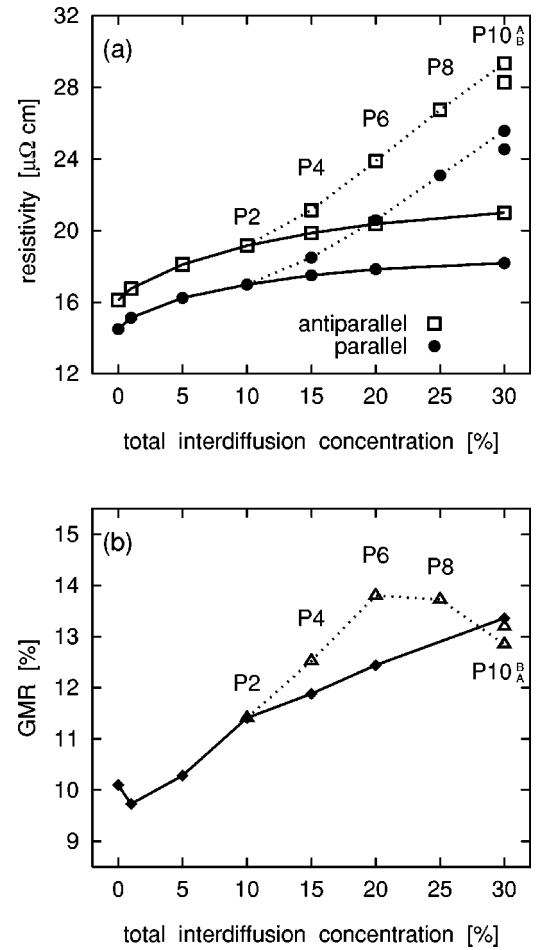 (a)
32
28
24
20
16
12
resistivity [μΩ cm]
P2
P4
P6
P8
P10 A B
antiparallel
parallel
0 5 10 15 20 25 30
total interdiffusion concentration [%]
(b)
15
14
13
12
11
10
9
GMR [%]
P2
P4
P6
P8
P10 B A
0 5 10 15 20 25 30
total interdiffusion concentration [%]